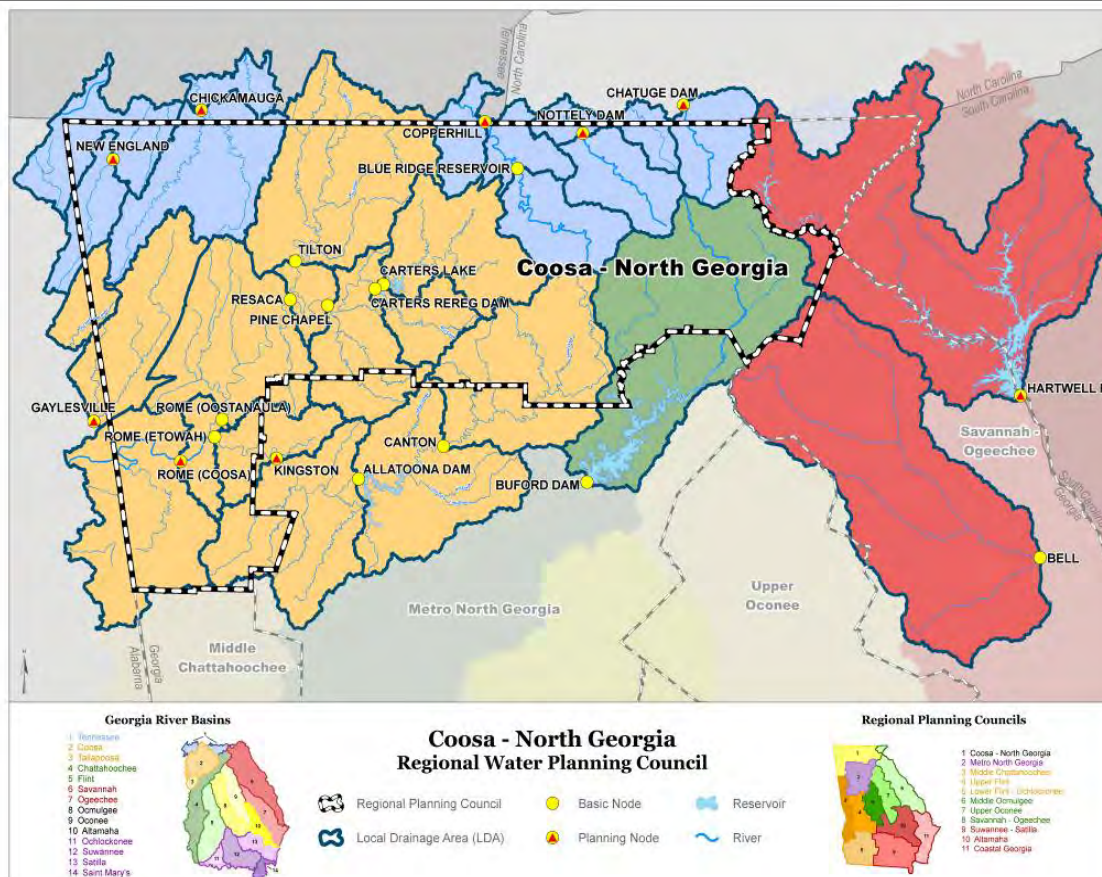 Tennessee
North Carolina
North Carolina
South Carolina
CHICKAMAUGA
CHATUGE DAM
COPPERHILL
NOTTELY DAM
NEW ENGLAND
BLUE RIDGE RESERVOIR
TILTON
CARTERS LAKE
Coosa - North Georgia
RESACA
CARTERS REREG DAM
PINE CHAPEL
GAYLESVILLE
ROME (OOSTANAULA)
HARTWELL
ROME (ETOWAH)
CANTON
Savannah -
Ogeechee
ROME (COOSA)
KINGSTON
ALLATOONA DAM
BUFORD DAM
South Carolina
Georgia
BELL
Metro North Georgia
Upper
Oconee
Middle
Chattahoochee
Georgia
Alabama
Georgia River Basins
1 Tennessee
2 Coosa
3 Tallapoosa
4 Chattahoochee
5 Flint
6 Savannah
7 Ogeechee
8 Ocmulgee
9 Oconee
10 Altamaha
11 Ochlockonee
12 Suwannee
13 Satilla
14 Saint Mary's
Coosa - North Georgia
Regional Water Planning Council
Regional Planning Council
Basic Node
Reservoir
Local Drainage Area (LDA)
Planning Node
River
Regional Planning Councils
1 Coosa - North Georgia
2 Metro North Georgia
3 Middle Chattahoochee
4 Upper Flint
5 Lower Flint - Ochlockonee
6 Middle Ocmulgee
7 Upper Oconee
8 Savannah - Ogeechee
9 Suwannee - Satilla
10 Altamaha
11 Coastal Georgia